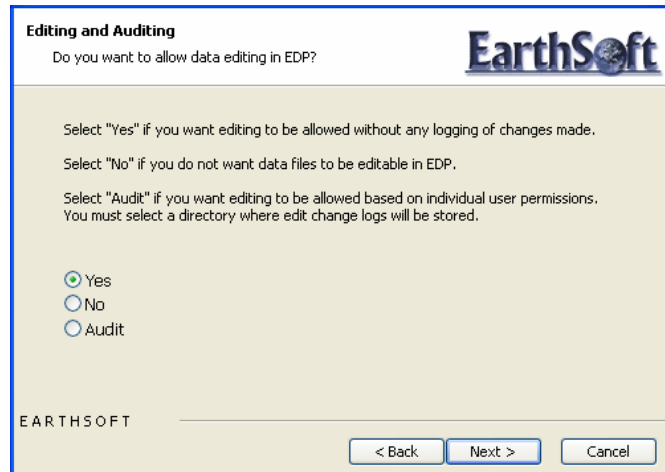 Editing and Auditing
Do you want to allow data editing in EDP?
EarthSoft
Select "Yes" if you want editing to be allowed without any logging of changes made.
Select "No" if you do not want data files to be editable in EDP.
Select "Audit" if you want editing to be allowed based on individual user permissions.
You must select a directory where edit change logs will be stored.
Yes
No
Audit
EARTHSOFT
< Back
Next >
Cancel